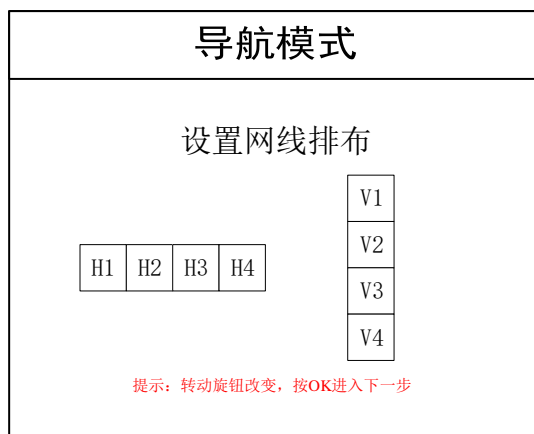 导航模式
设置网线排布
H1 H2 H3 H4
V1
V2
V3
V4
提示：转动旋钮改变，按OK进入下一步